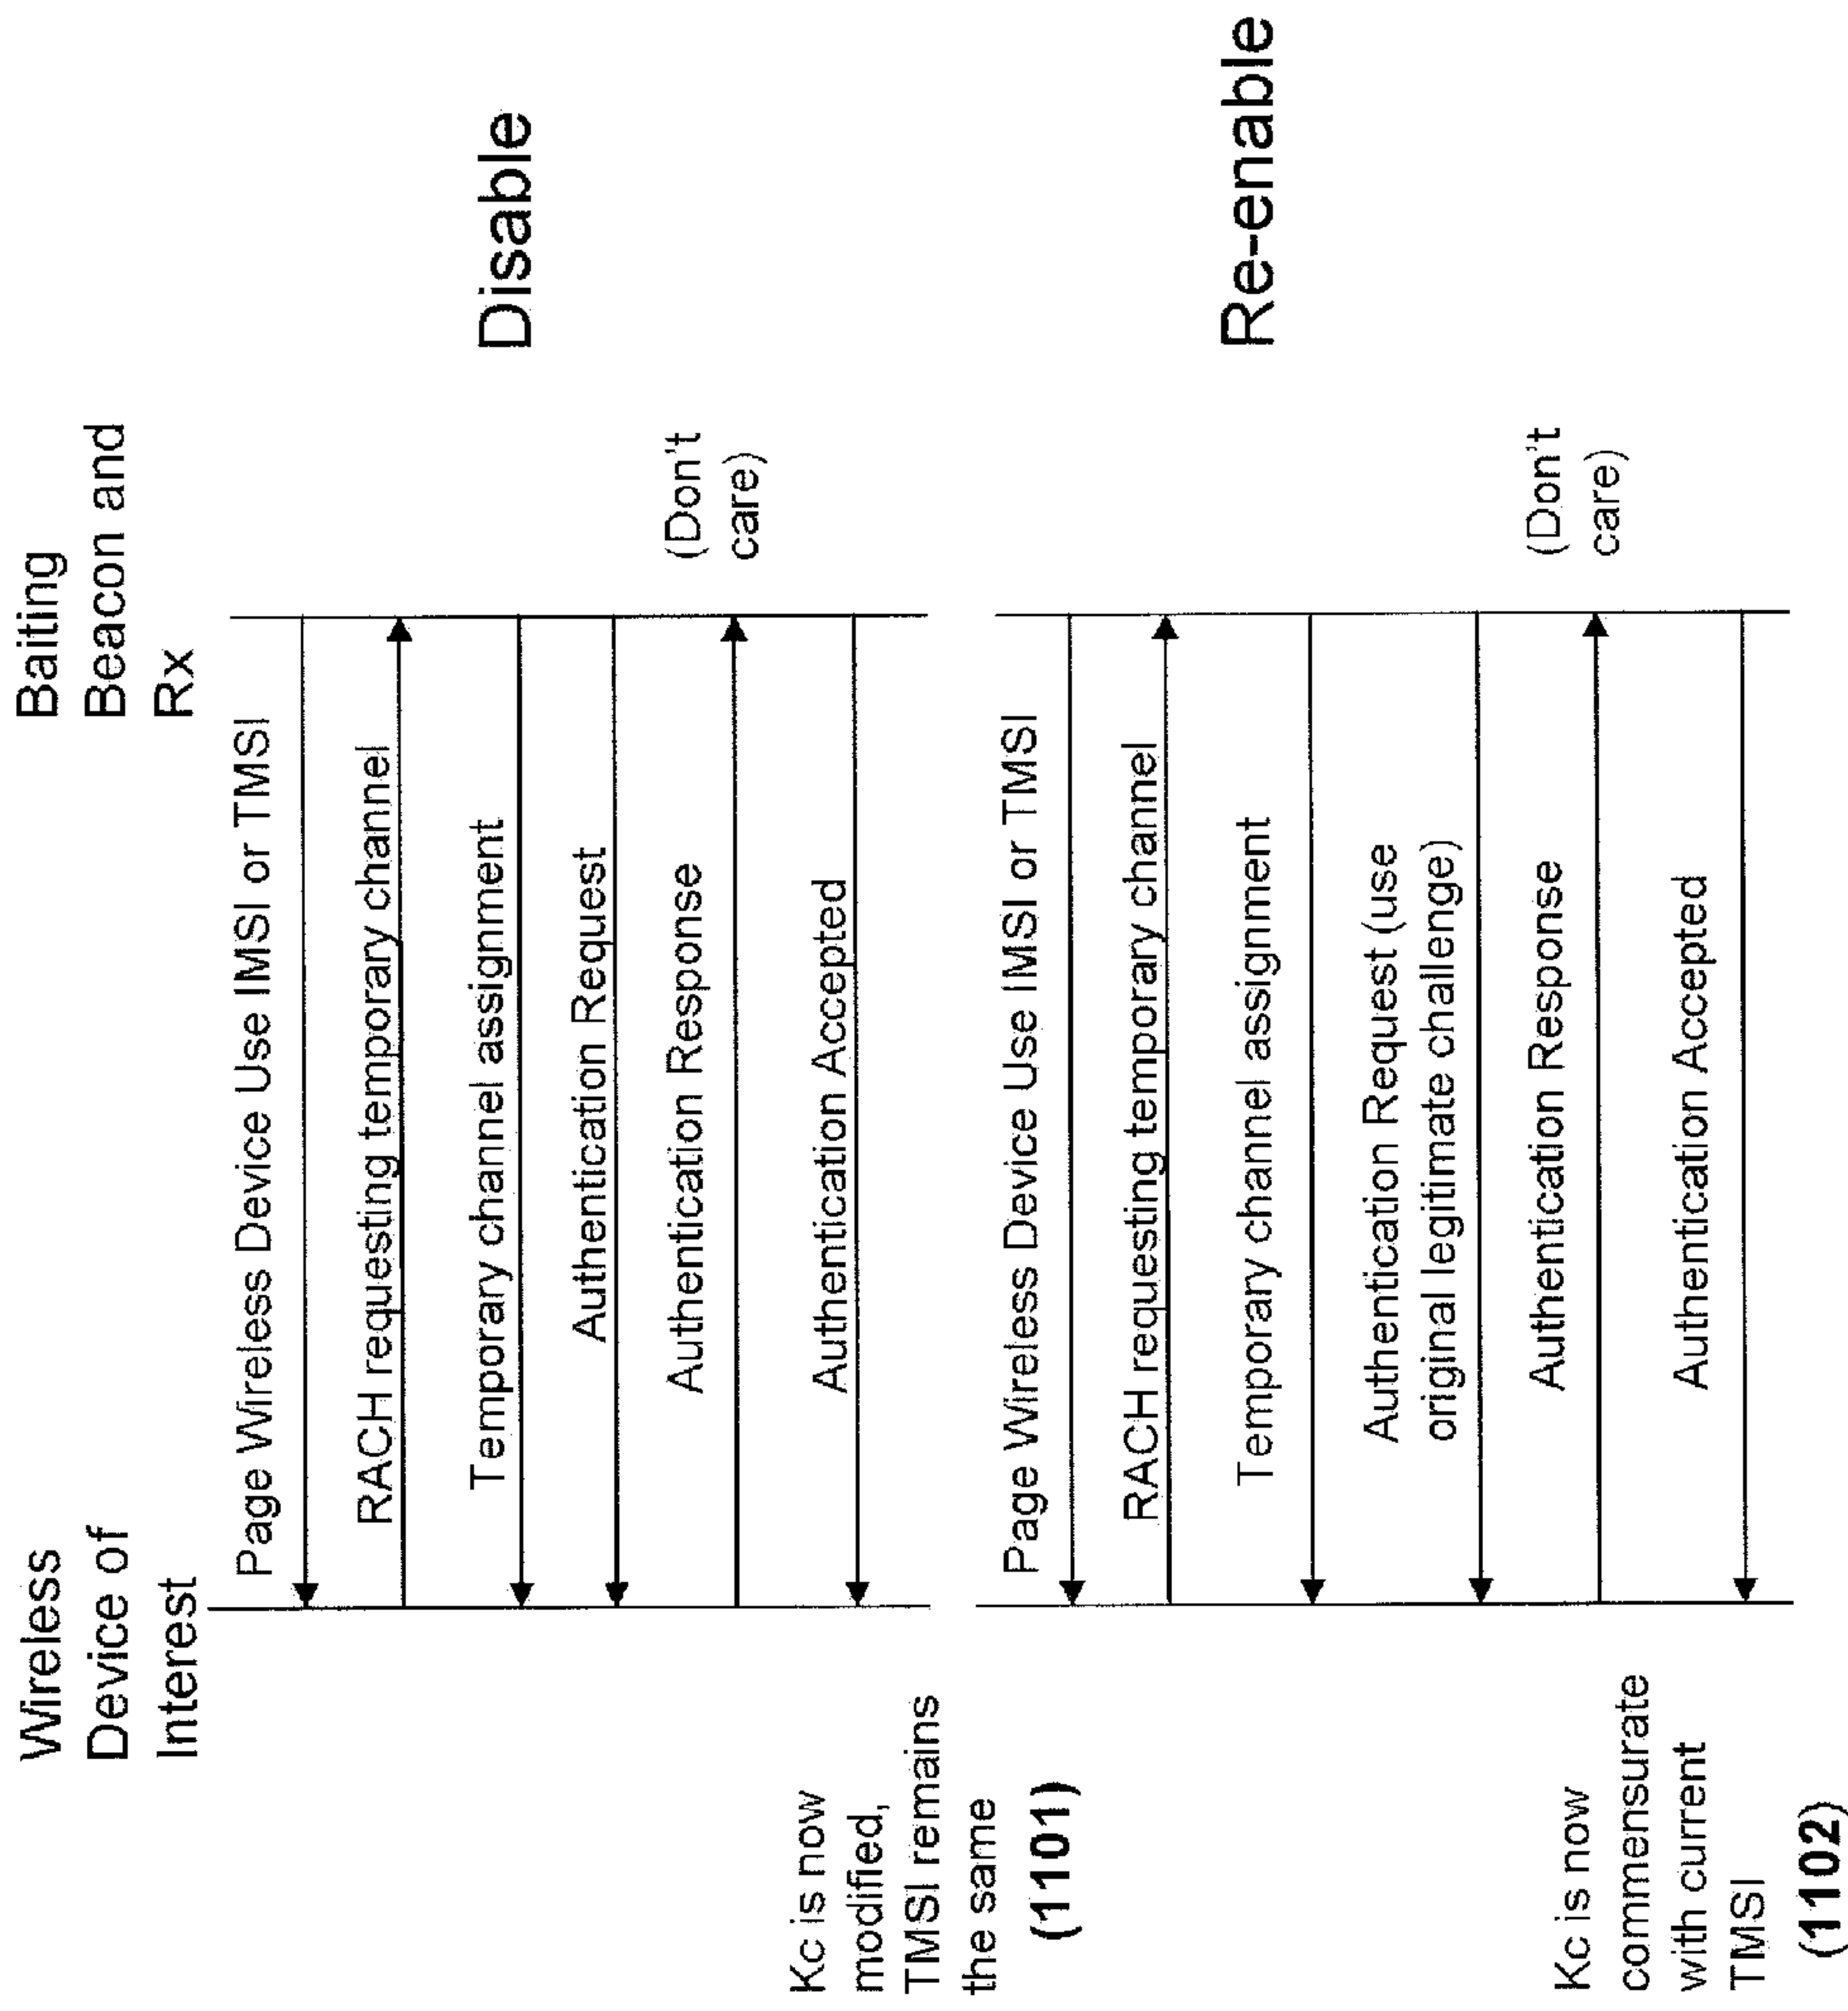 Wireless
Device of
Interest
Baiting
Beacon and
Rx
Page Wireless Device Use IMSI or TMSI
RACH requesting temporary channel
Temporary channel assignment
Authentication Request
Authentication Response
(Don't
care)
Authentication Accepted
Disable
Kc is now
modified,
TMSI remains
the same
(1101)
Page Wireless Device Use IMSI or TMSI
RACH requesting temporary channel
Temporary channel assignment
Authentication Request (use
original legitimate challenge)
Authentication Response
(Don't
care)
Authentication Accepted
Re-enable
Kc is now
commensurate
with current
TMSI
(1102)